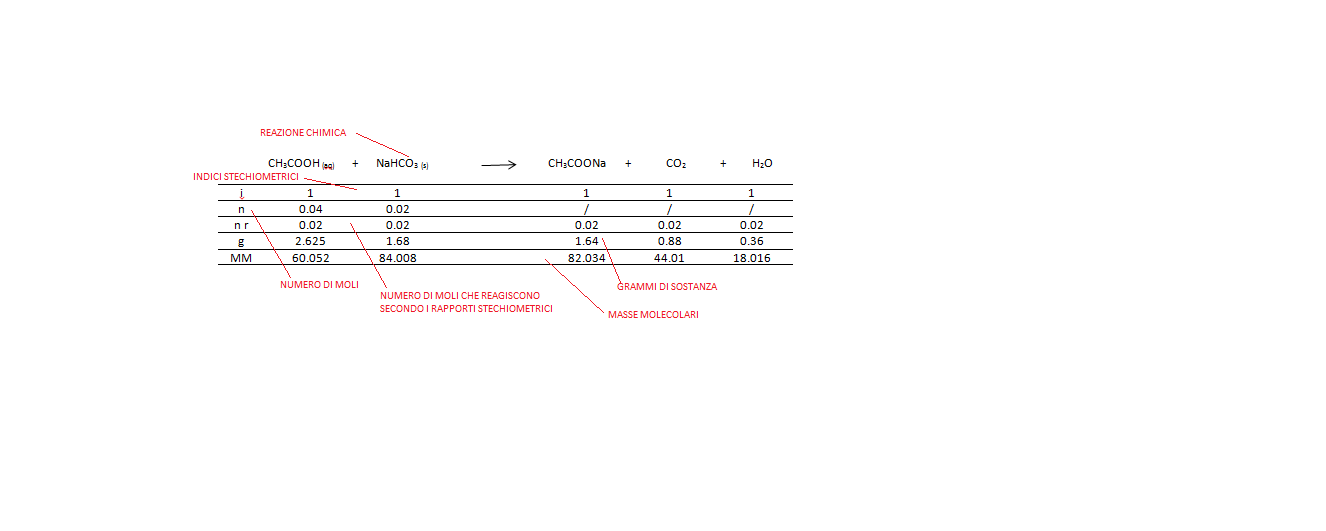 REAZIONE CHIMICA
CH₃COOH (aq) + NaHCO₃ (s) → CH₃COONa + CO₂ + H₂O
INDICI STECHIOMETRICI
i 1 1 1 1 1
n 0.04 0.02 / / /
n r 0.02 0.02 0.02 0.02 0.02
g 2.625 1.68 1.64 0.88 0.36
MM 60.052 84.008 82.034 44.01 18.016
NUMERO DI MOLI
GRAMMI DI SOSTANZA
NUMERO DI MOLI CHE REAGISCONO
SECONDO I RAPPORTI STECHIOMETRICI
MASSE MOLECOLARI